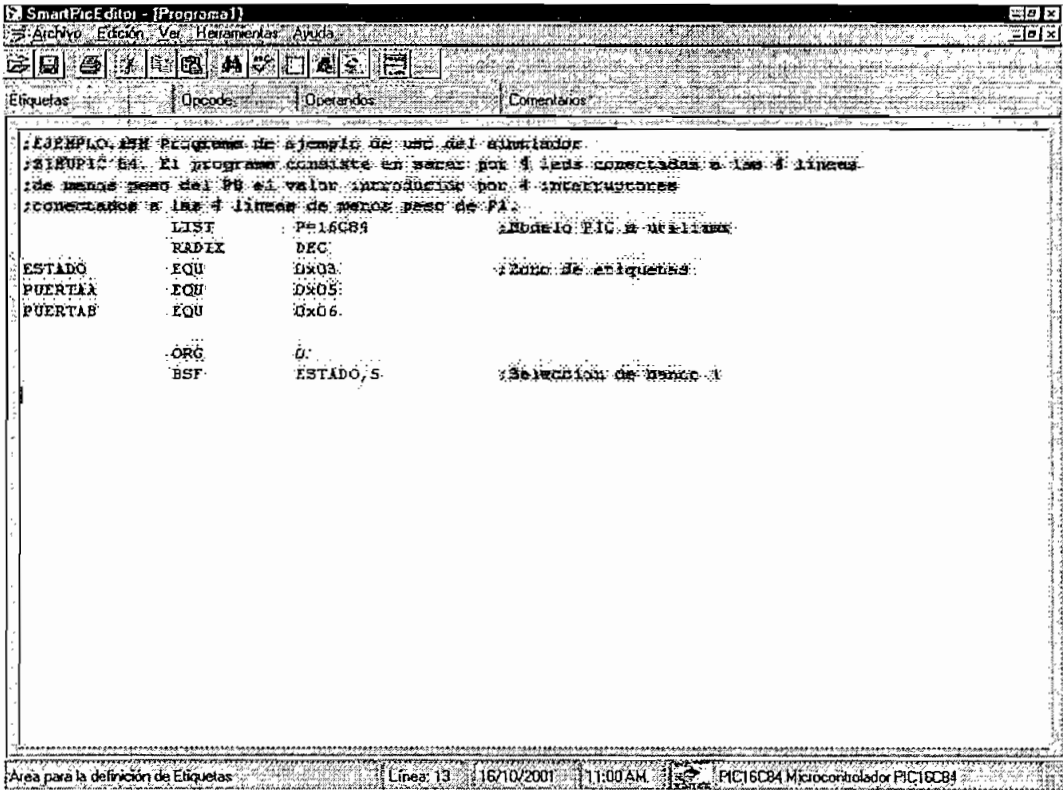 SmartPicEditor - [Programa1]
Archivo Edición Ver Herramientas Ayuda
Etiquetas Opcode Operandos Comentarios
;EJEMPLO.ASM Programa de ejemplo de uso del simulador
;SIMUPIC 84. El programa consiste en sacar por 4 leds conectadas a las 4 lineas
;de menos peso del PB el valor introducido por 4 interruptores
;conectados a las 4 lineas de menos peso de PA.
LIST P=16C84 ;Modelo PIC a utilizar
RADIX DEC
ESTADO EQU 0x03 ;Zona de etiquetas
PUERTAA EQU 0x05
PUERTAB EQU 0x06
ORG 0
BSF ESTADO,5 ;Seleccion de banco 1
Area para la definición de Etiquetas Línea: 13 16/10/2001 11:00 AM. PIC16C84 Microcontrolador PIC16C84